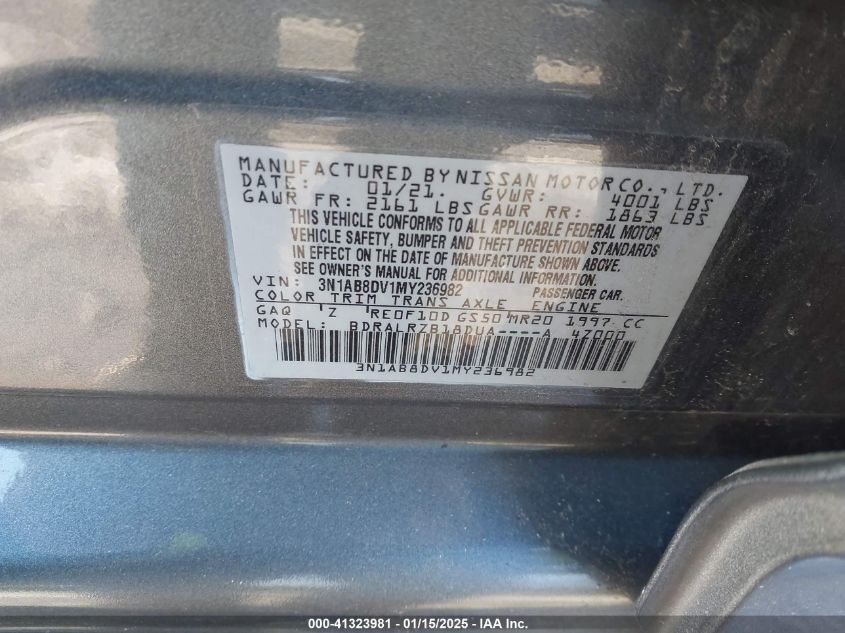 MANUFACTURED BY NISSAN MOTOR CO., LTD.
DATE: 01/21. GVWR: 4001 LBS
GAWR FR: 2161 LBS GAWR RR: 1863 LBS
THIS VEHICLE CONFORMS TO ALL APPLICABLE FEDERAL MOTOR
VEHICLE SAFETY, BUMPER AND THEFT PREVENTION STANDARDS
IN EFFECT ON THE DATE OF MANUFACTURE SHOWN ABOVE.
SEE OWNER'S MANUAL FOR ADDITIONAL INFORMATION.
VIN: 3N1AB8DV1MY236982 PASSENGER CAR.
COLOR TRIM TRANS AXLE ENGINE
GAQ Z RE0F10D GS50 MR20 1997 CC
MODEL: BDRALRZB18DUA----A 4Z000
3N1AB8DV1MY236982
000-41323981 - 01/15/2025 - IAA Inc.